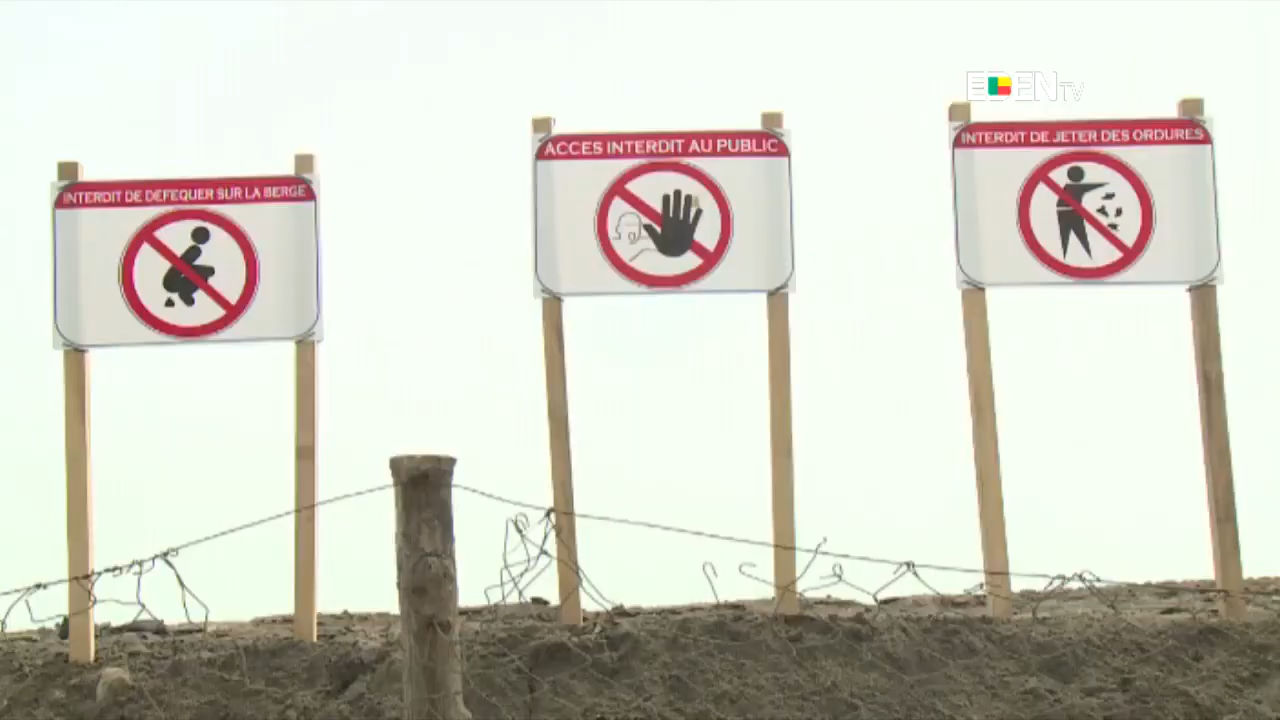 INTERDIT DE DEFEQUER SUR LA BERGE
ACCES INTERDIT AU PUBLIC
INTERDIT DE JETER DES ORDURES
EDEN TV